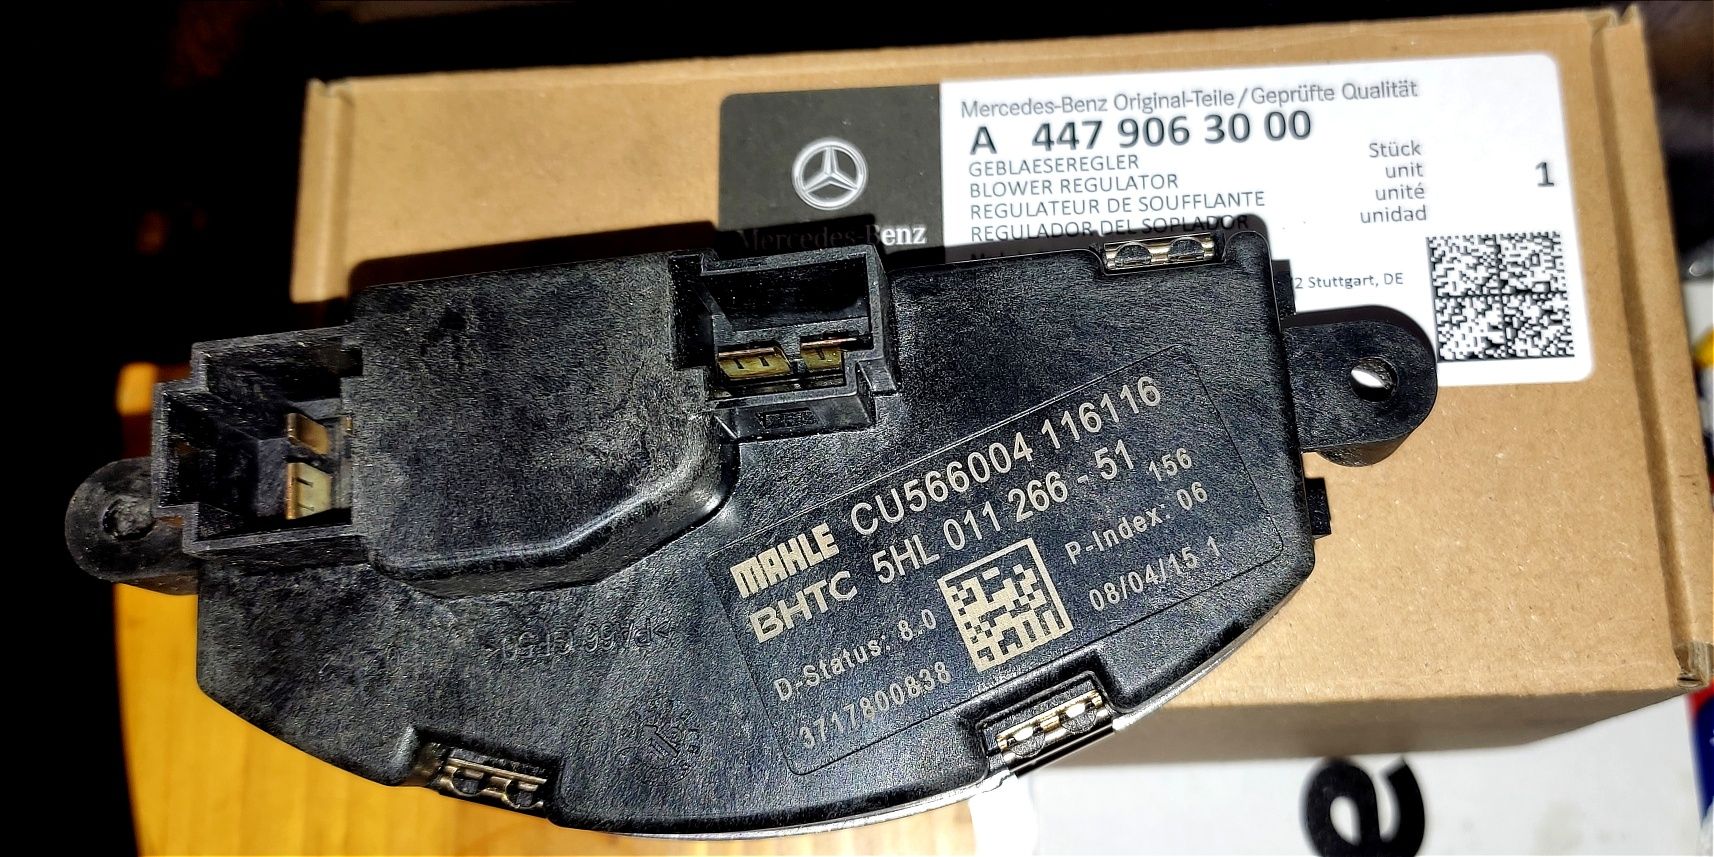 Mercedes-Benz Original-Teile / Geprüfte Qualität
A 447 906 30 00
GEBLAESEREGLER
BLOWER REGULATOR
REGULATEUR DE SOUFFLANTE
REGULADOR DEL SOPLADOR
Stück
unit
unité
unidad
1
Mercedes-Benz
2 Stuttgart, DE
MAHLE CU566004 116116
BHTC 5HL 011 266 - 51 156
D-Status: 8.0
P-Index: 06
3717800838
08/04/15 1
e